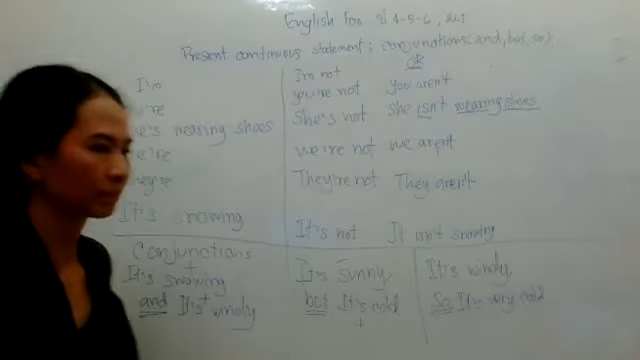 English For
Present continuous statement; conjunations (and, but, so)
I'm
I'm not
OR
you're not You aren't
She's not She isn't wearing shoes
wearing shoes
we're not we aren't
They're not They aren't
It's snowing
It's not It isn't snowing
Conjunctions
It's snowing
and It's windy
It's sunny
but It's cold
It's windy
So It is very cold